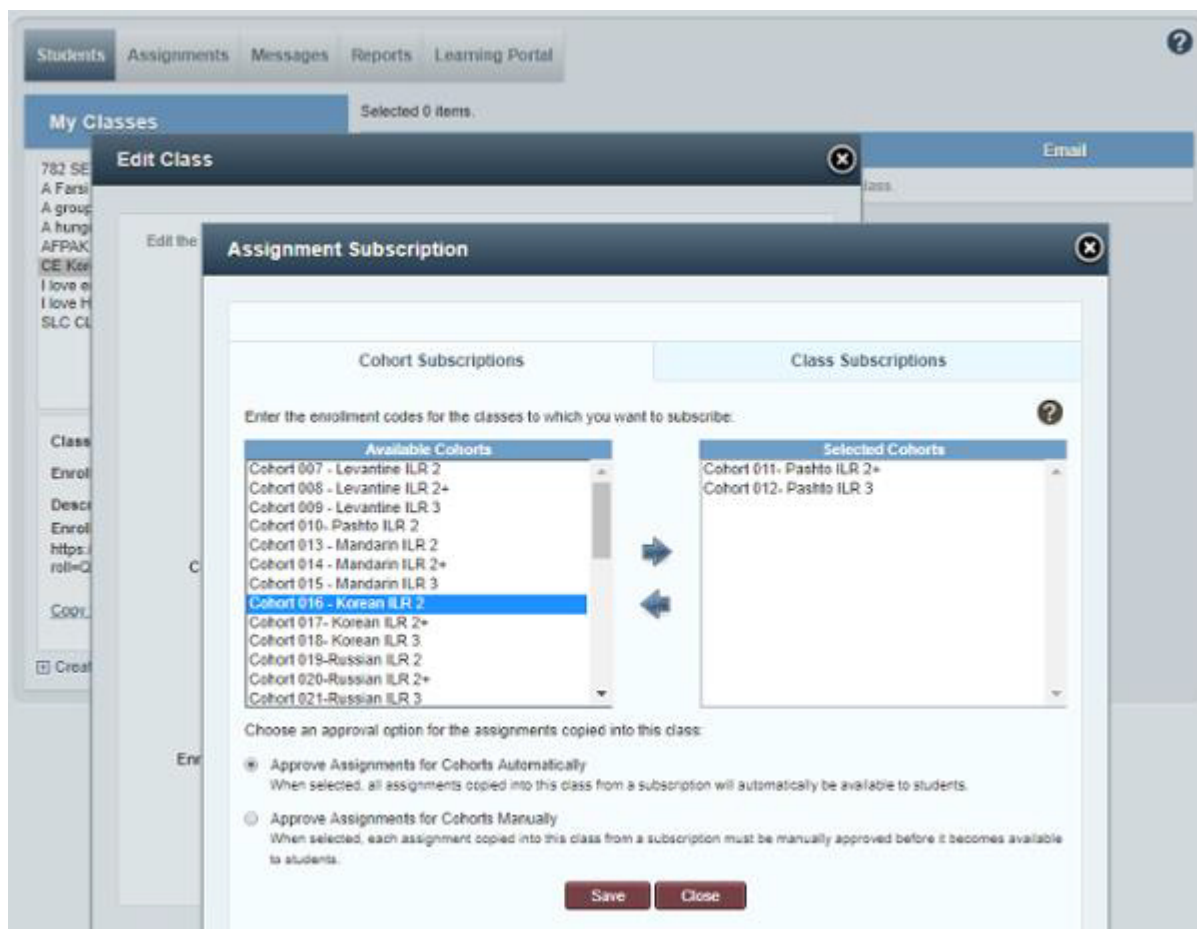 Students Assignments Messages Reports Learning Portal
My Classes
Selected 0 items.
Email
782 SE
A Farsi
A group
A hung
AFPAK
CE Kor
I love e
I love H
SLC CL
Class
Enrol
Descr
Enrol
https:/
roll=Q
Copy
Creat
Edit Class
Edit the
C
Enr
Assignment Subscription
Cohort Subscriptions
Class Subscriptions
Enter the enrollment codes for the classes to which you want to subscribe:
Available Cohorts
Cohort 007 - Levantine ILR 2
Cohort 008 - Levantine ILR 2+
Cohort 009 - Levantine ILR 3
Cohort 010- Pashto ILR 2
Cohort 013 - Mandarin ILR 2
Cohort 014 - Mandarin ILR 2+
Cohort 015 - Mandarin ILR 3
Cohort 016 - Korean ILR 2
Cohort 017- Korean ILR 2+
Cohort 018- Korean ILR 3
Cohort 019-Russian ILR 2
Cohort 020-Russian ILR 2+
Cohort 021-Russian ILR 3
Selected Cohorts
Cohort 011- Pashto ILR 2+
Cohort 012- Pashto ILR 3
Choose an approval option for the assignments copied into this class:
Approve Assignments for Cohorts Automatically
When selected, all assignments copied into this class from a subscription will automatically be available to students.
Approve Assignments for Cohorts Manually
When selected, each assignment copied into this class from a subscription must be manually approved before it becomes available
to students.
Save Close